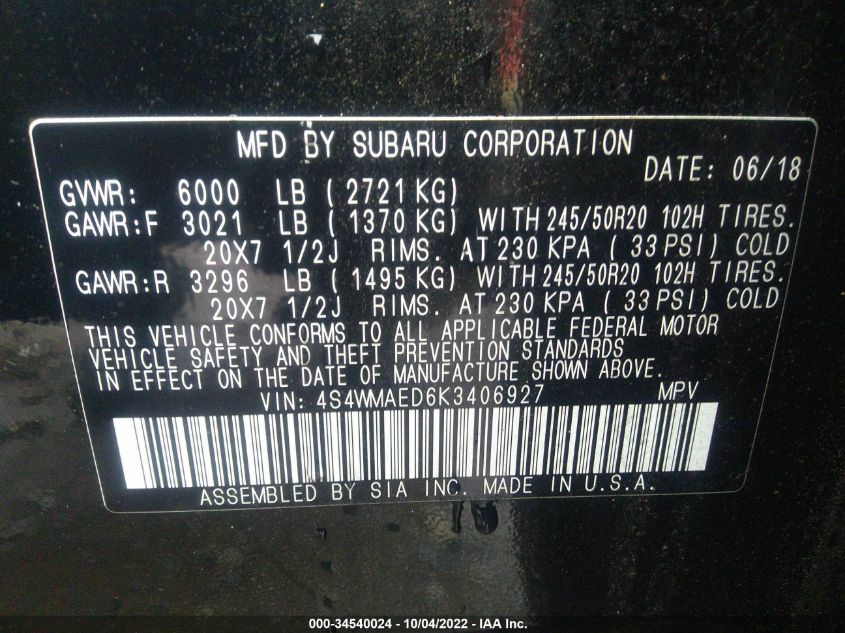 MFD BY SUBARU CORPORATION
DATE: 06/18
GVWR: 6000 LB ( 2721 KG)
GAWR:F 3021 LB ( 1370 KG) WITH 245/50R20 102H TIRES.
20X7 1/2J RIMS. AT 230 KPA ( 33 PSI) COLD
GAWR:R 3296 LB ( 1495 KG) WITH 245/50R20 102H TIRES.
20X7 1/2J RIMS. AT 230 KPA ( 33 PSI) COLD
THIS VEHICLE CONFORMS TO ALL APPLICABLE FEDERAL MOTOR
VEHICLE SAFETY AND THEFT PREVENTION STANDARDS
IN EFFECT ON THE DATE OF MANUFACTURE SHOWN ABOVE.
VIN: 4S4WMAED6K3406927 MPV
ASSEMBLED BY SIA INC. MADE IN U.S.A.
000-34540024 - 10/04/2022 - IAA Inc.